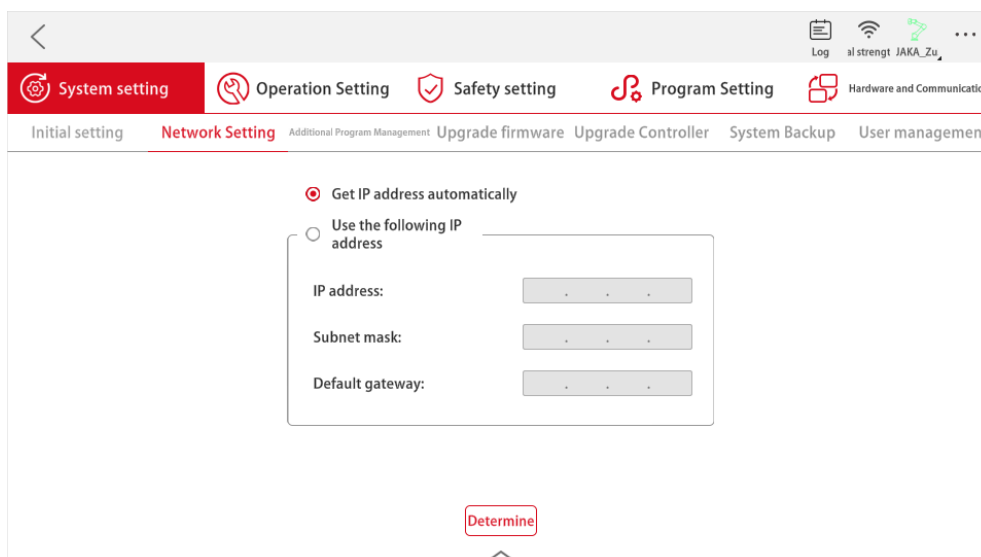 Log
al strengt
JAKA_Zu
System setting
Operation Setting
Safety setting
Program Setting
Hardware and Communicatio
Initial setting
Network Setting
Additional Program Management
Upgrade firmware
Upgrade Controller
System Backup
User managemen
Get IP address automatically
Use the following IP
address
IP address:
Subnet mask:
Default gateway:
Determine